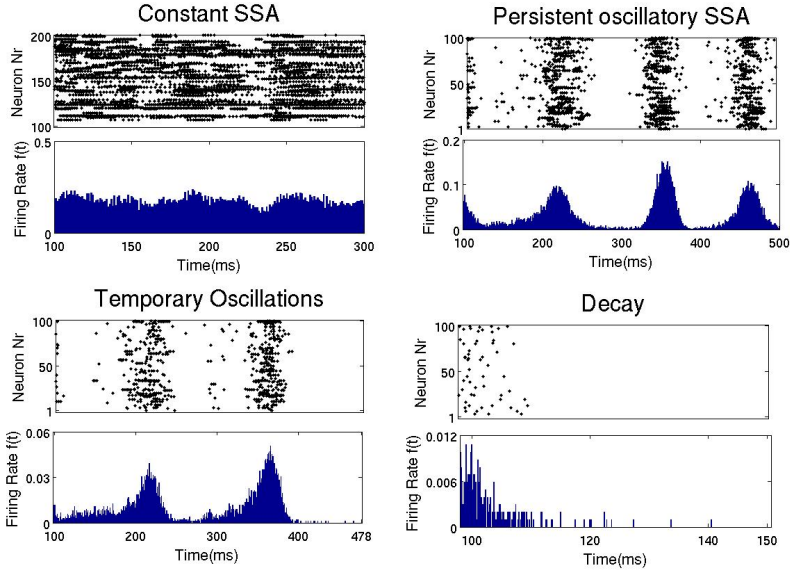 Constant SSA
Neuron Nr
200
150
100
Firing Rate f(t)
0.5
0
100 150 200 250 300
Time(ms)
Persistent oscillatory SSA
Neuron Nr
100
50
1
Firing Rate f(t)
0.2
0.1
0
100 200 300 400 500
Time(ms)
Temporary Oscillations
Neuron Nr
100
50
1
Firing Rate f(t)
0.06
0.03
0
100 150 200 250 300 350 400 478
Time(ms)
Decay
Neuron Nr
100
50
1
Firing Rate f(t)
0.012
0.006
0
100 120 140 150
Time(ms)